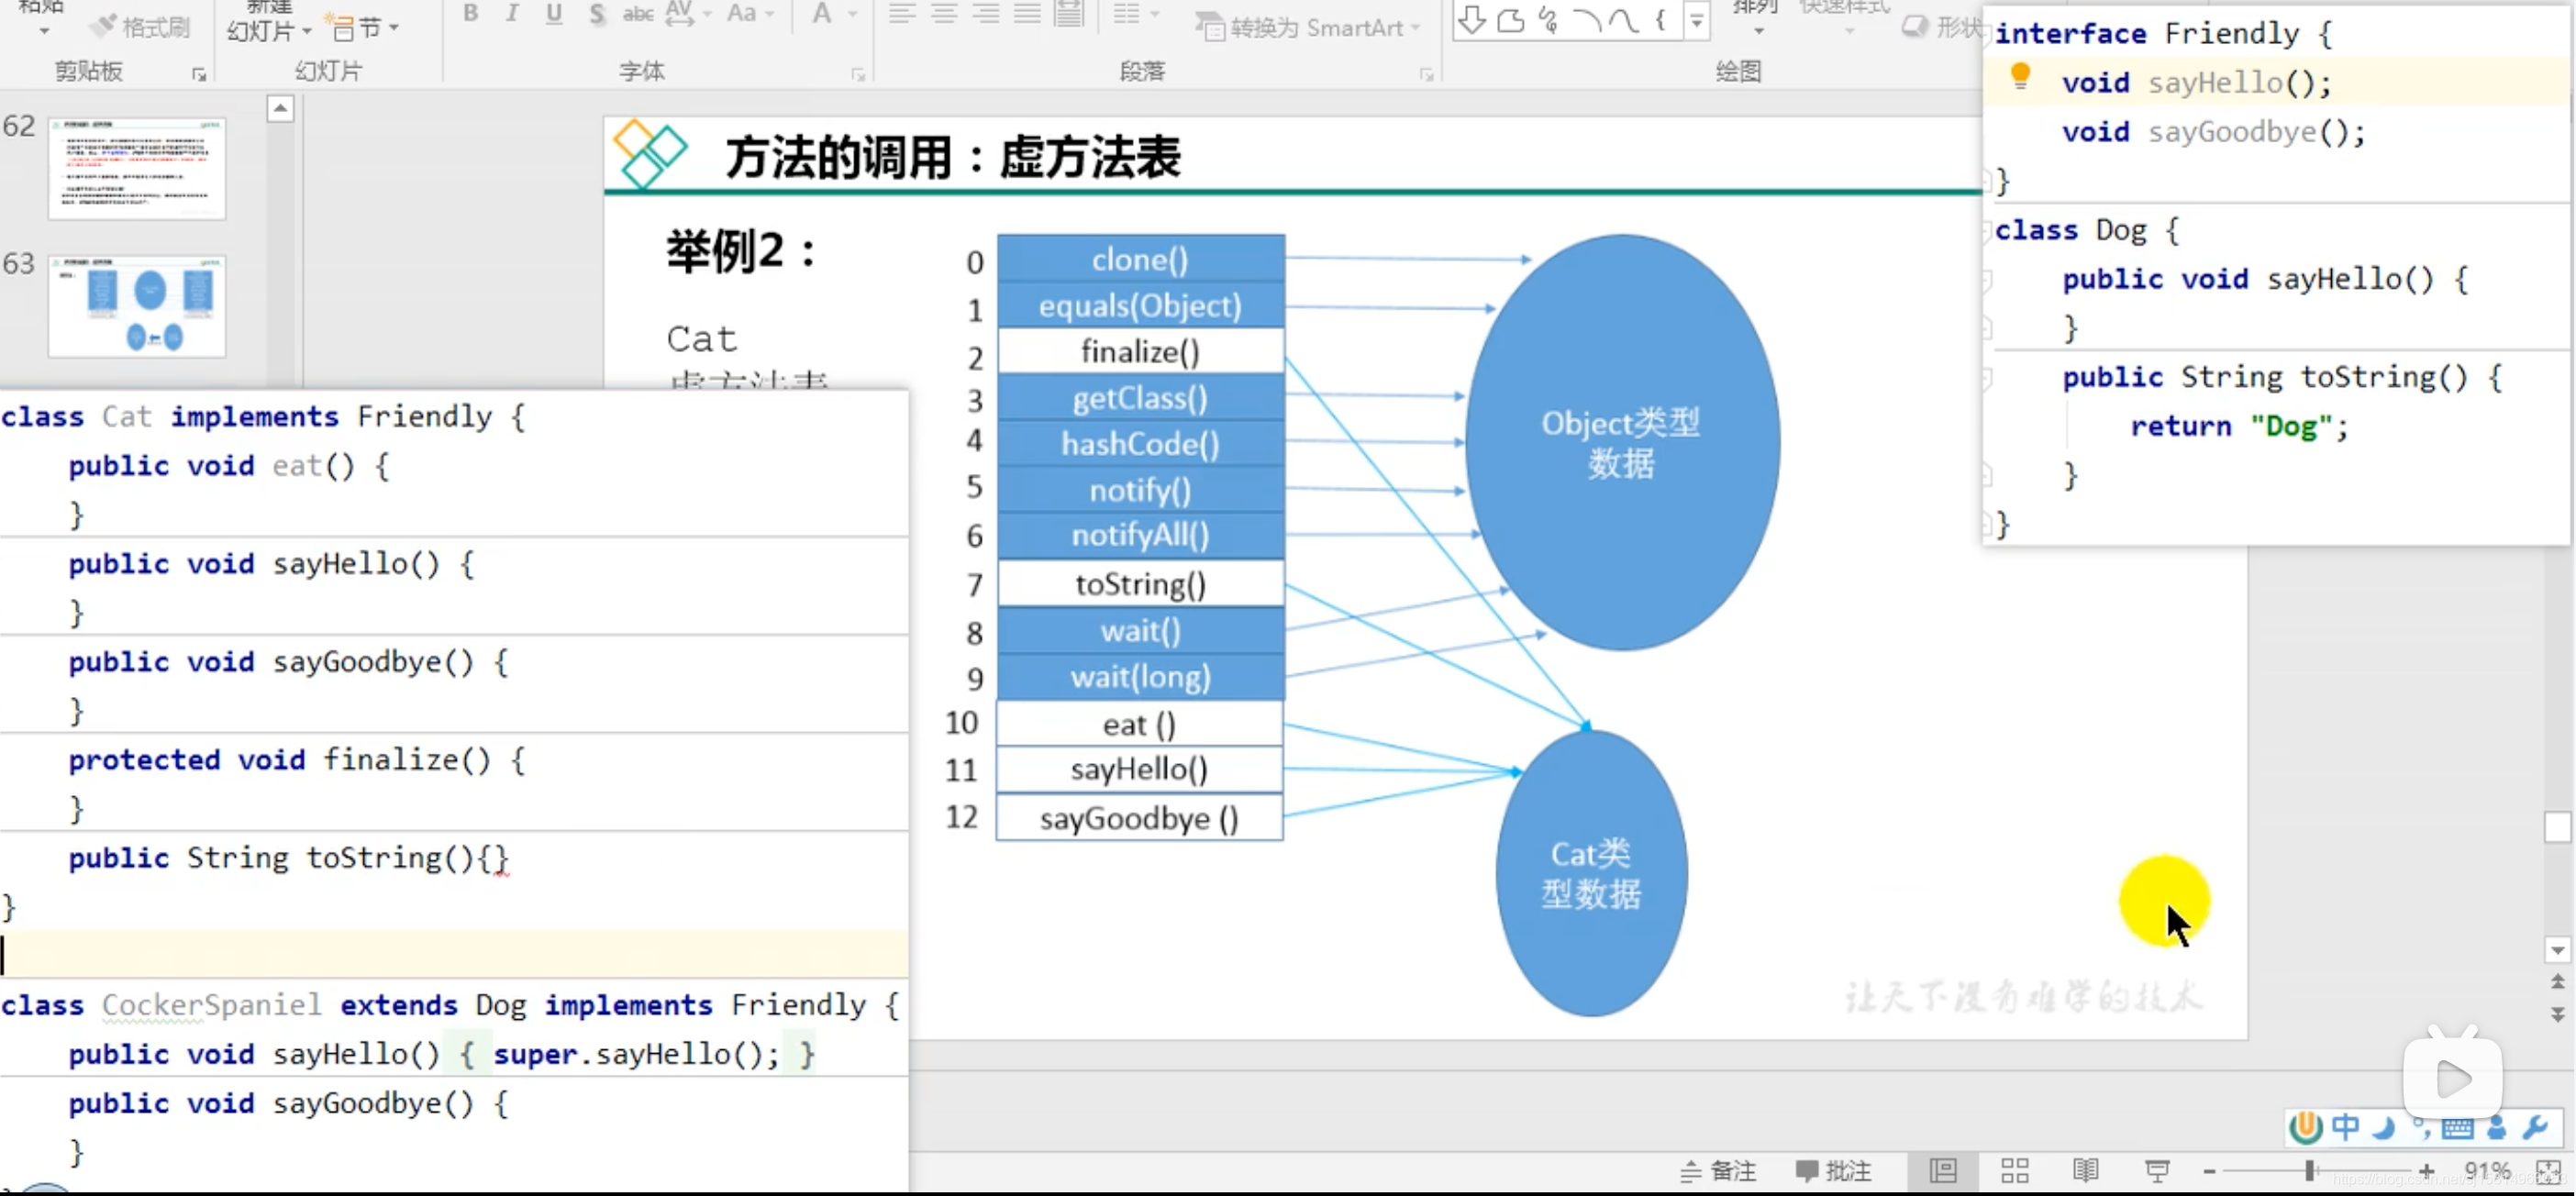 粘贴
格式刷
新建
幻灯片
节
剪贴板
幻灯片
B I U S abc AV Aa A
字体
转换为 SmartArt
段落
排列
快速样式
形状
绘图
62
63
方法的调用：虚方法表
举例2：
Cat
虚方法表
0 clone()
1 equals(Object)
2 finalize()
3 getClass()
4 hashCode()
5 notify()
6 notifyAll()
7 toString()
8 wait()
9 wait(long)
10 eat ()
11 sayHello()
12 sayGoodbye ()
Object类型
数据
Cat类
型数据
让天下没有难学的技术
interface Friendly {
void sayHello();
void sayGoodbye();
}
class Dog {
public void sayHello() {
}
public String toString() {
return "Dog";
}
}
class Cat implements Friendly {
public void eat() {
}
public void sayHello() {
}
public void sayGoodbye() {
}
protected void finalize() {
}
public String toString(){}
}
class CockerSpaniel extends Dog implements Friendly {
public void sayHello() { super.sayHello(); }
public void sayGoodbye() {
}
中
备注
批注
91%